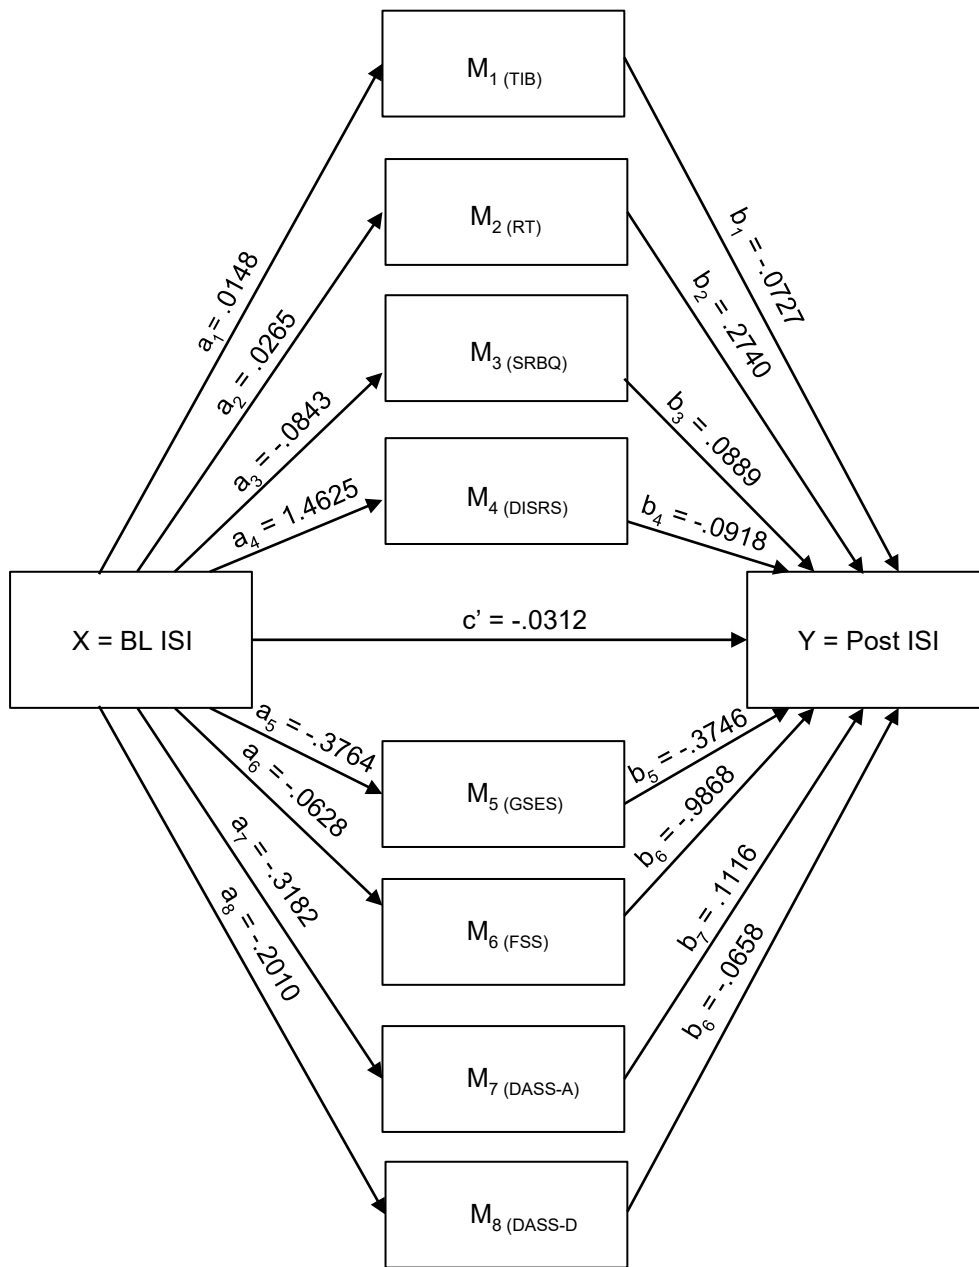 M1 (TIB)
a1 = .0148
b1 = -.0727
M2 (RT)
a2 = .0265
b2 = .2740
M3 (SRBQ)
a3 = -.0843
b3 = .0889
M4 (DISRS)
a4 = 1.4625
b4 = -.0918
X = BL ISI
c’ = -.0312
Y = Post ISI
a5 = -.3764
M5 (GSES)
b5 = -.3746
a6 = -.0628
M6 (FSS)
b6 = -.9868
a7 = -.3182
M7 (DASS-A)
b7 = .1116
a8 = -.2010
M8 (DASS-D
b6 = -.0658